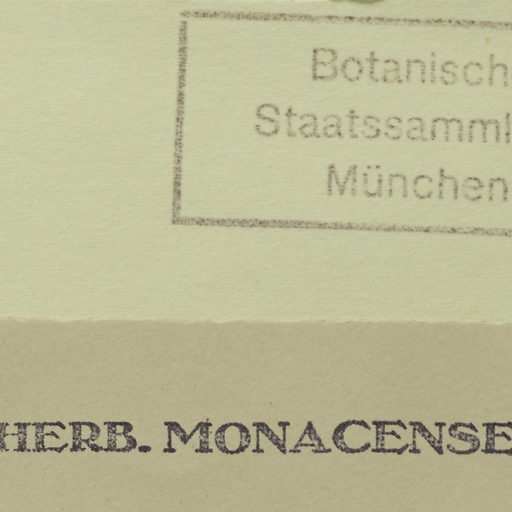 Botanisch
Staatssamml
München
HERB. MONACENSE